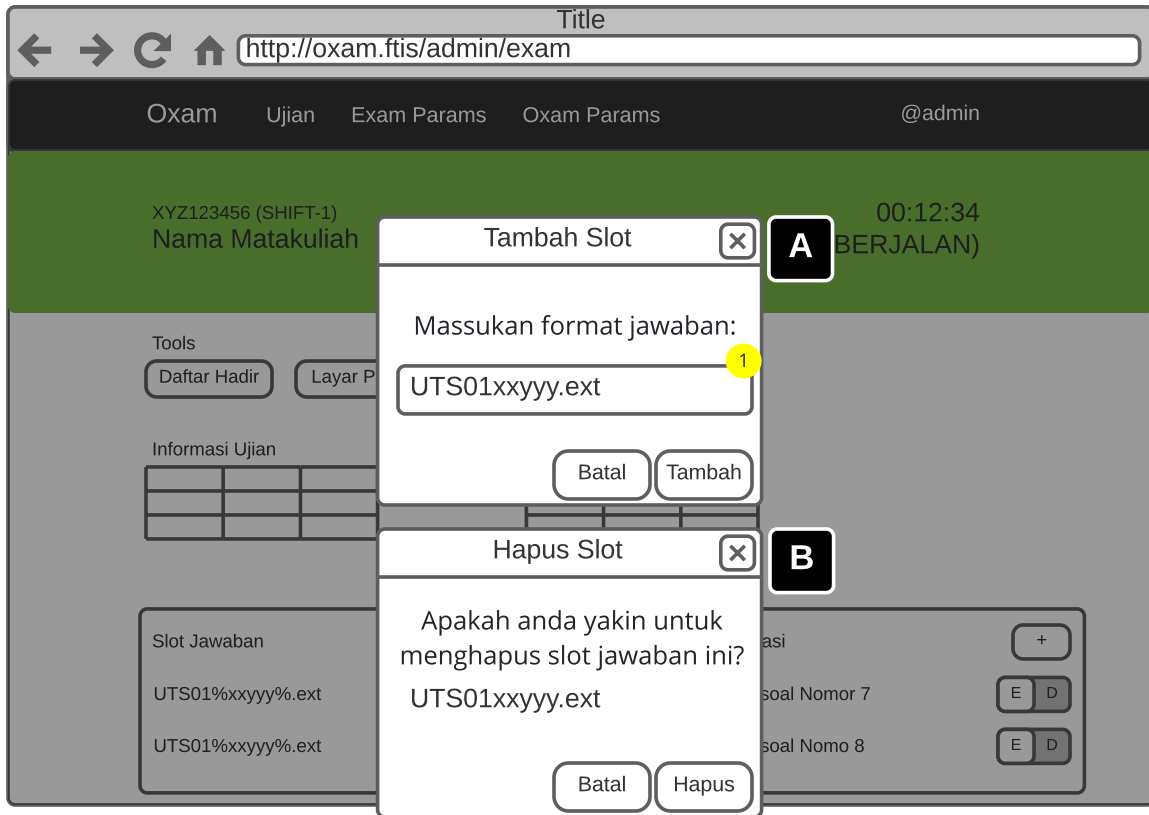 Title
http://oxam.ftis/admin/exam
Oxam Ujian Exam Params Oxam Params @admin
XYZ123456 (SHIFT-1)
Nama Matakuliah
00:12:34
BERJALAN)
A
Tambah Slot
Massukan format jawaban:
1
UTS01xxyyy.ext
Batal Tambah
Tools
Daftar Hadir Layar P
Informasi Ujian
B
Hapus Slot
Apakah anda yakin untuk
menghapus slot jawaban ini?
UTS01xxyyy.ext
Batal Hapus
Slot Jawaban
UTS01%xxyyy%.ext
UTS01%xxyyy%.ext
asi +
soal Nomor 7 E D
soal Nomo 8 E D